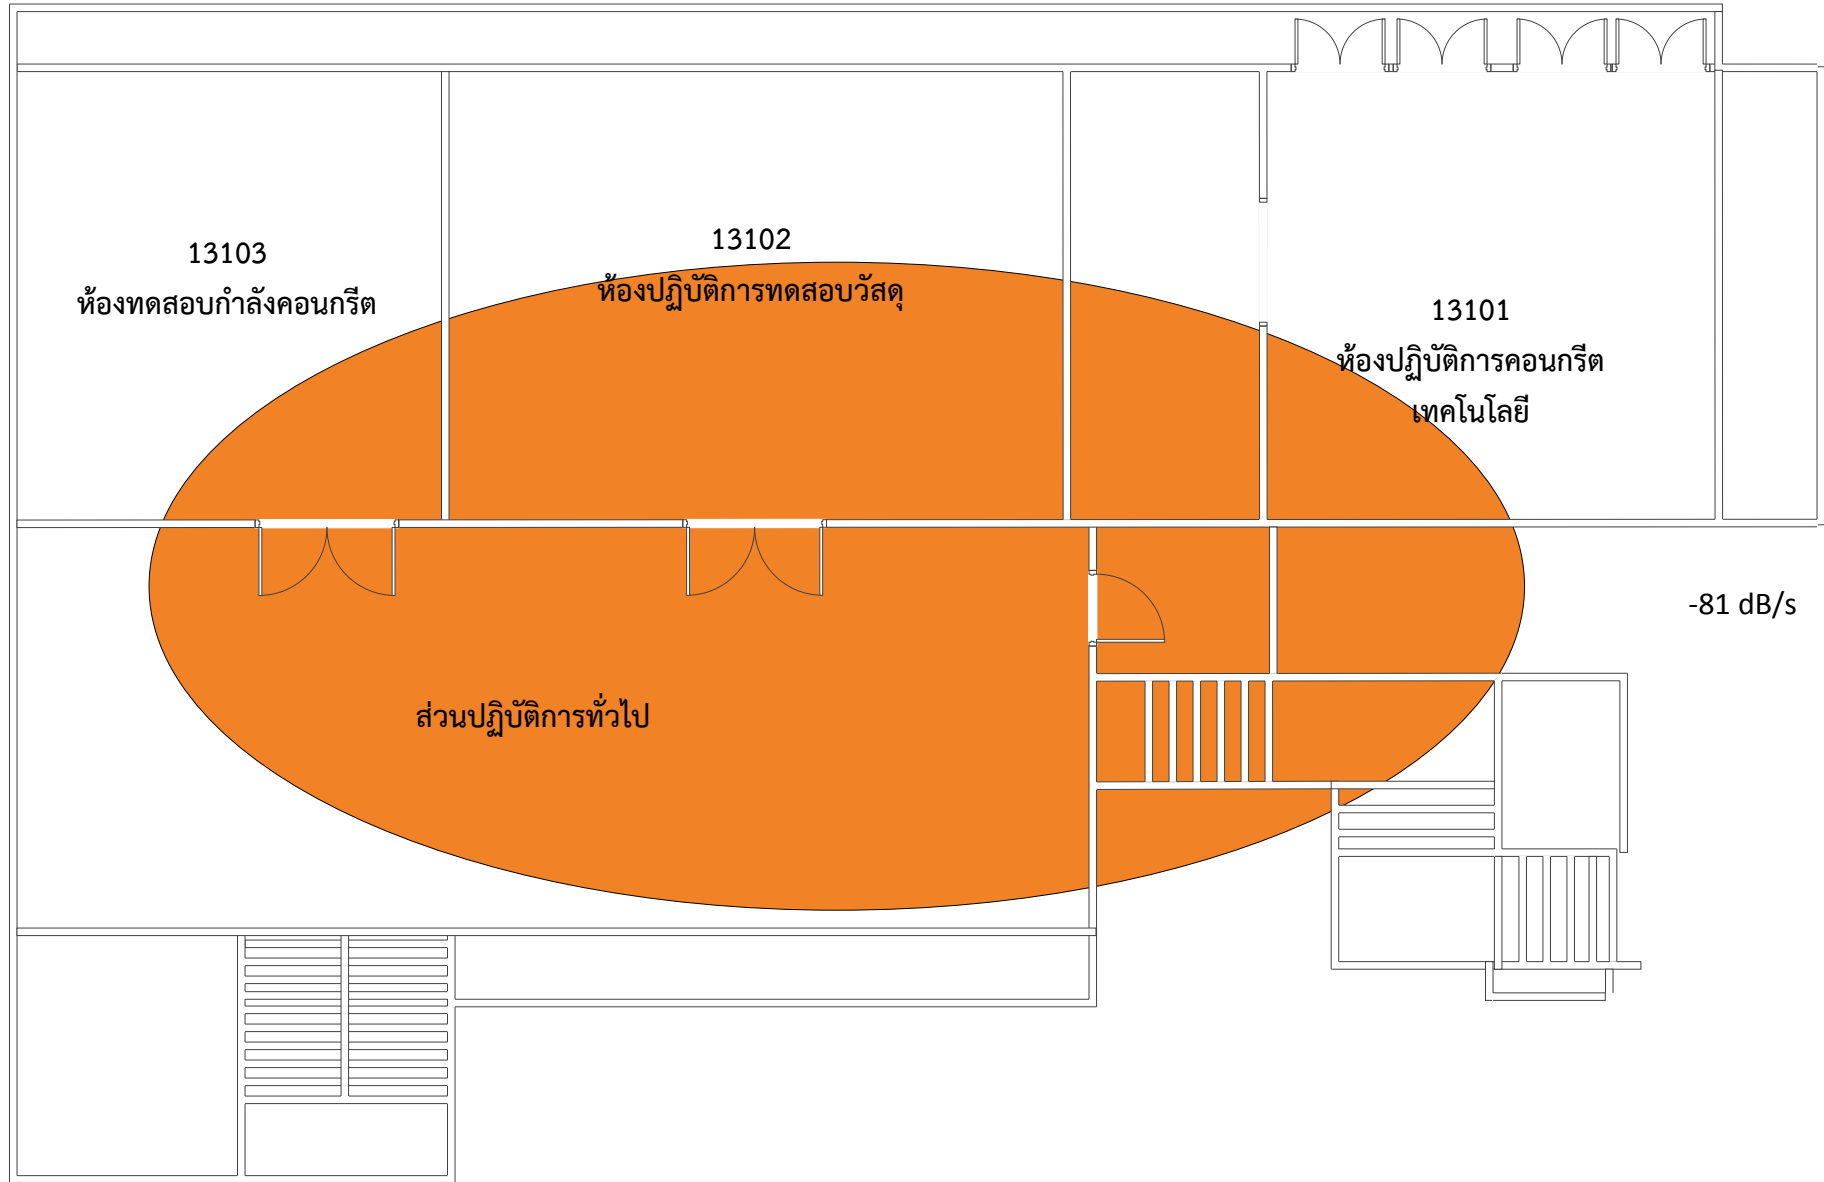 13103
ห้องทดสอบกำลังคอนกรีต
13102
ห้องปฏิบัติการทดสอบวัสดุ
13101
ห้องปฏิบัติการคอนกรีต
เทคโนโลยี
-81 dB/s
ส่วนปฏิบัติการทั่วไป